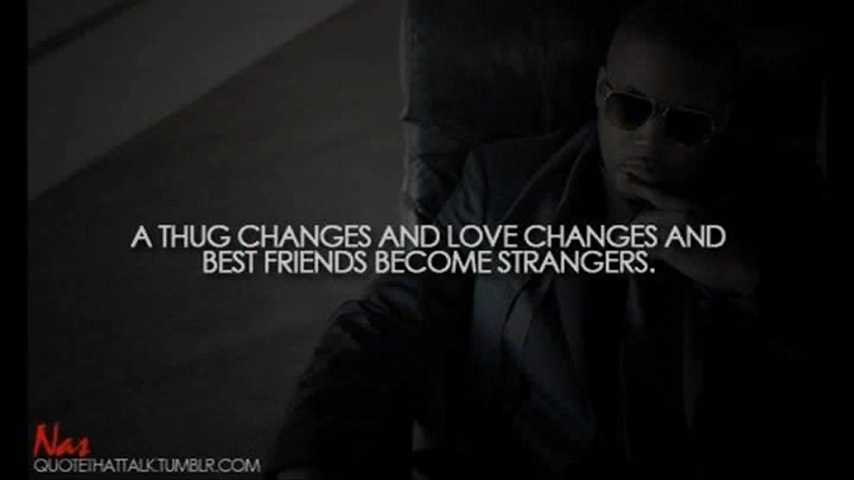 A THUG CHANGES AND LOVE CHANGES AND
BEST FRIENDS BECOME STRANGERS.
Nas
QUOTETHATTALK.TUMBLR.COM